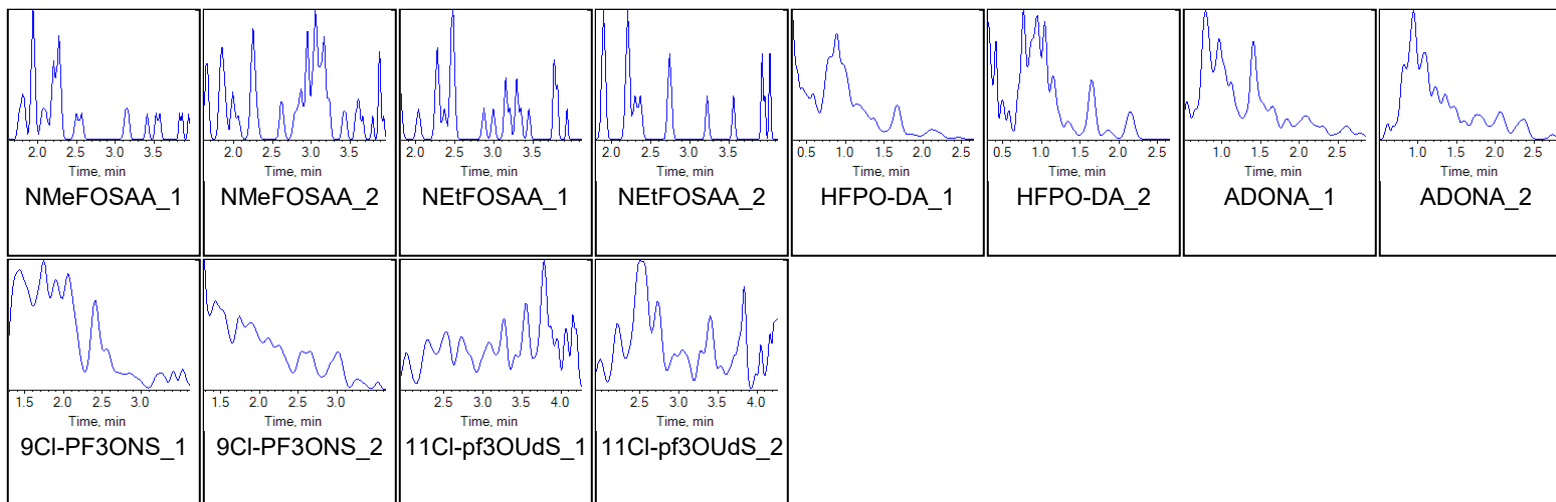 2.0 2.5 3.0 3.5
Time, min
NMeFOSAA_1
2.0 2.5 3.0 3.5
Time, min
NMeFOSAA_2
2.0 2.5 3.0 3.5
Time, min
NEtFOSAA_1
2.0 2.5 3.0 3.5 4.0
Time, min
NEtFOSAA_2
0.5 1.0 1.5 2.0 2.5
Time, min
HFPO-DA_1
0.5 1.0 1.5 2.0 2.5
Time, min
HFPO-DA_2
1.0 1.5 2.0 2.5
Time, min
ADONA_1
1.0 1.5 2.0 2.5
Time, min
ADONA_2
1.5 2.0 2.5 3.0
Time, min
9Cl-PF3ONS_1
1.5 2.0 2.5 3.0
Time, min
9Cl-PF3ONS_2
2.5 3.0 3.5 4.0
Time, min
11Cl-pf3OUdS_1
2.5 3.0 3.5 4.0
Time, min
11Cl-pf3OUdS_2